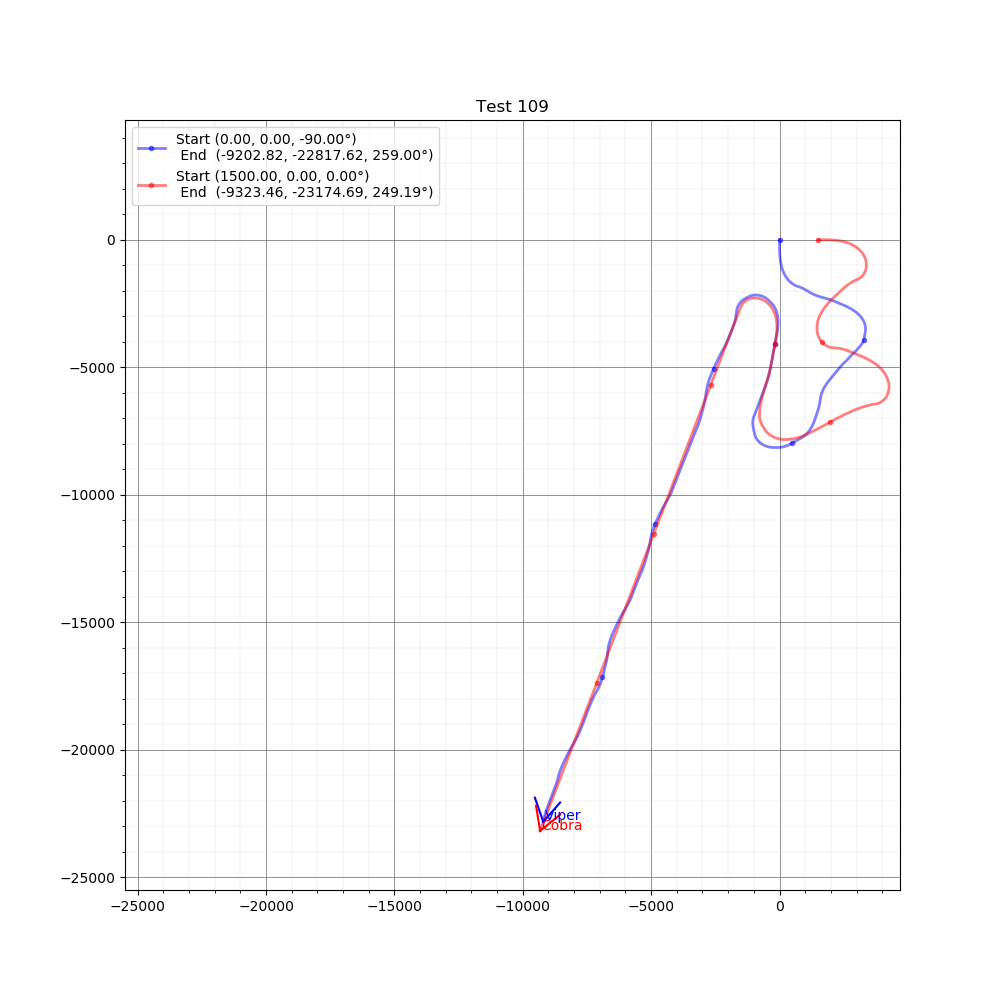 Test 109
Start (0.00, 0.00, -90.00°)
End (-9202.82, -22817.62, 259.00°)
Start (1500.00, 0.00, 0.00°)
End (-9323.46, -23174.69, 249.19°)
0
−5000
−10000
−15000
−20000
−25000
Viper
Cobra
−25000 −20000 −15000 −10000 −5000 0